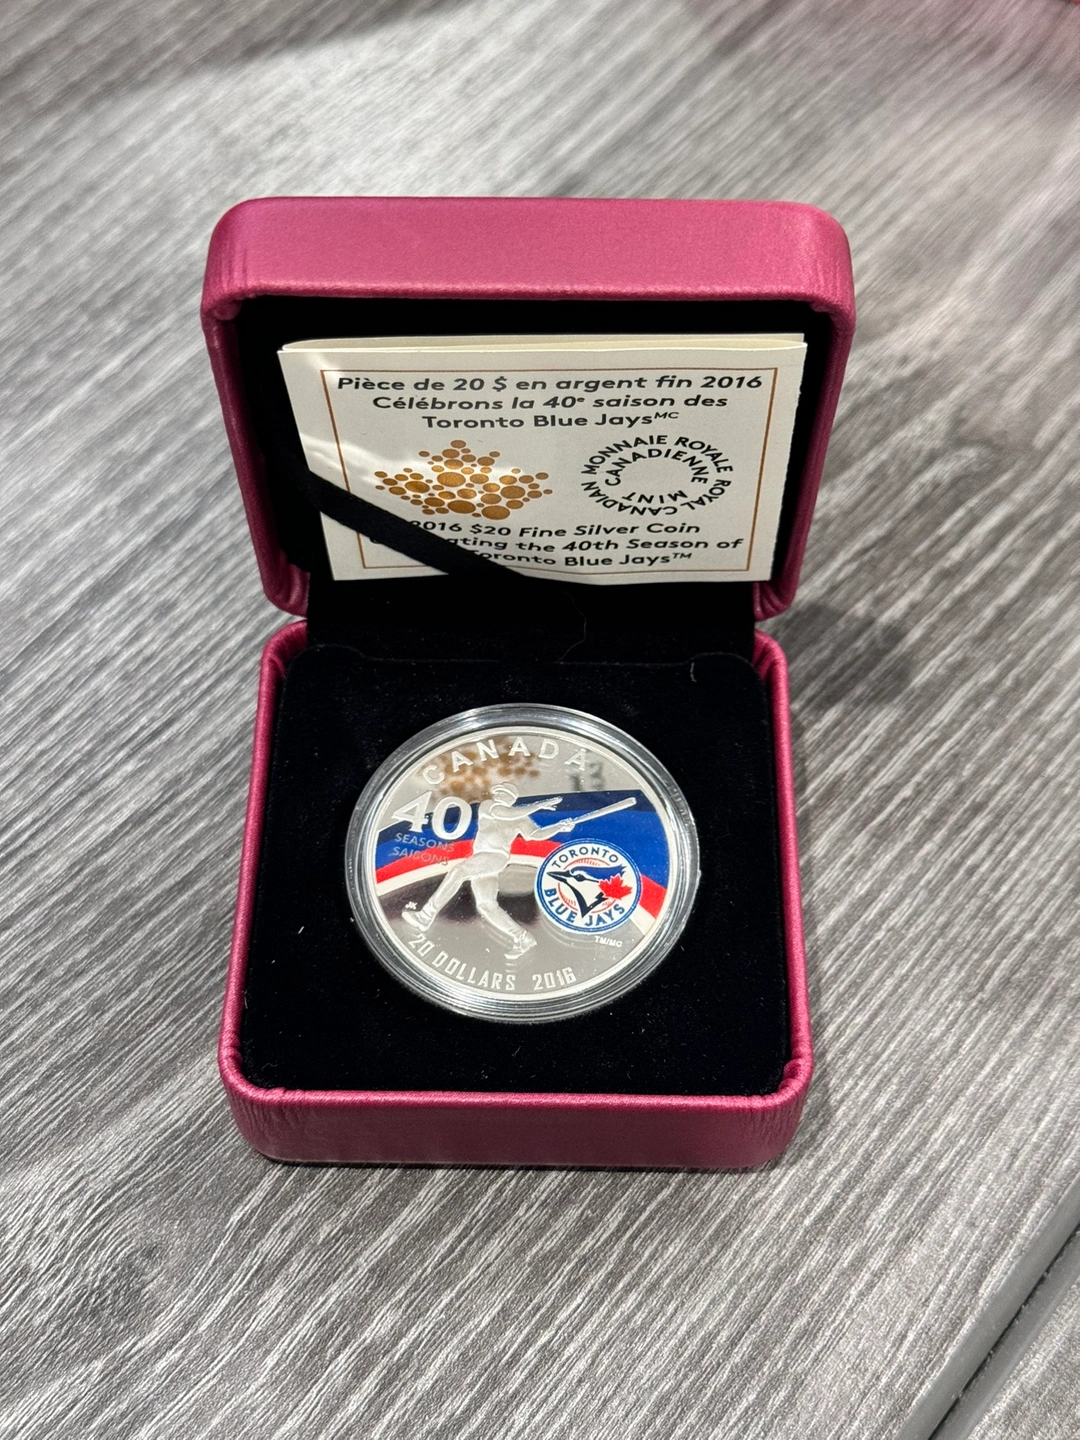 Pièce de 20 $ en argent fin 2016
Célébrons la 40ᵉ saison des
Toronto Blue Jaysᴹᶜ
MONNAIE ROYALE CANADIENNE
ROYAL CANADIAN MINT
2016 $20 Fine Silver Coin
the 40th Season of
Toronto Blue Jays™
CANADA
40
SEASONS
SAISONS
TORONTO
BLUE JAYS
JK
TM/MC
20 DOLLARS 2016